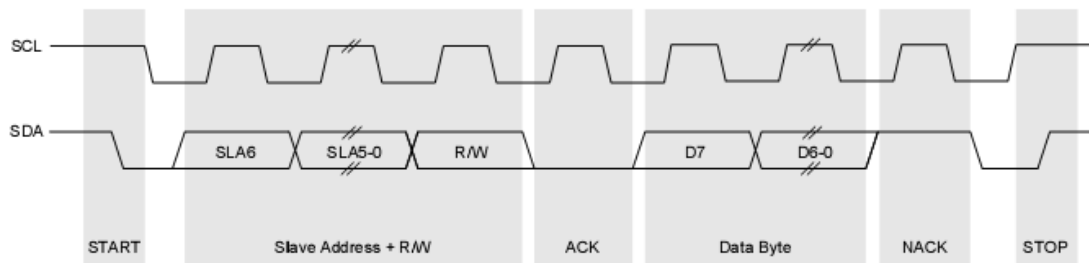 SCL
SDA
SLA6 SLA5-0 R/W D7 D6-0
START Slave Address + R/W ACK Data Byte NACK STOP